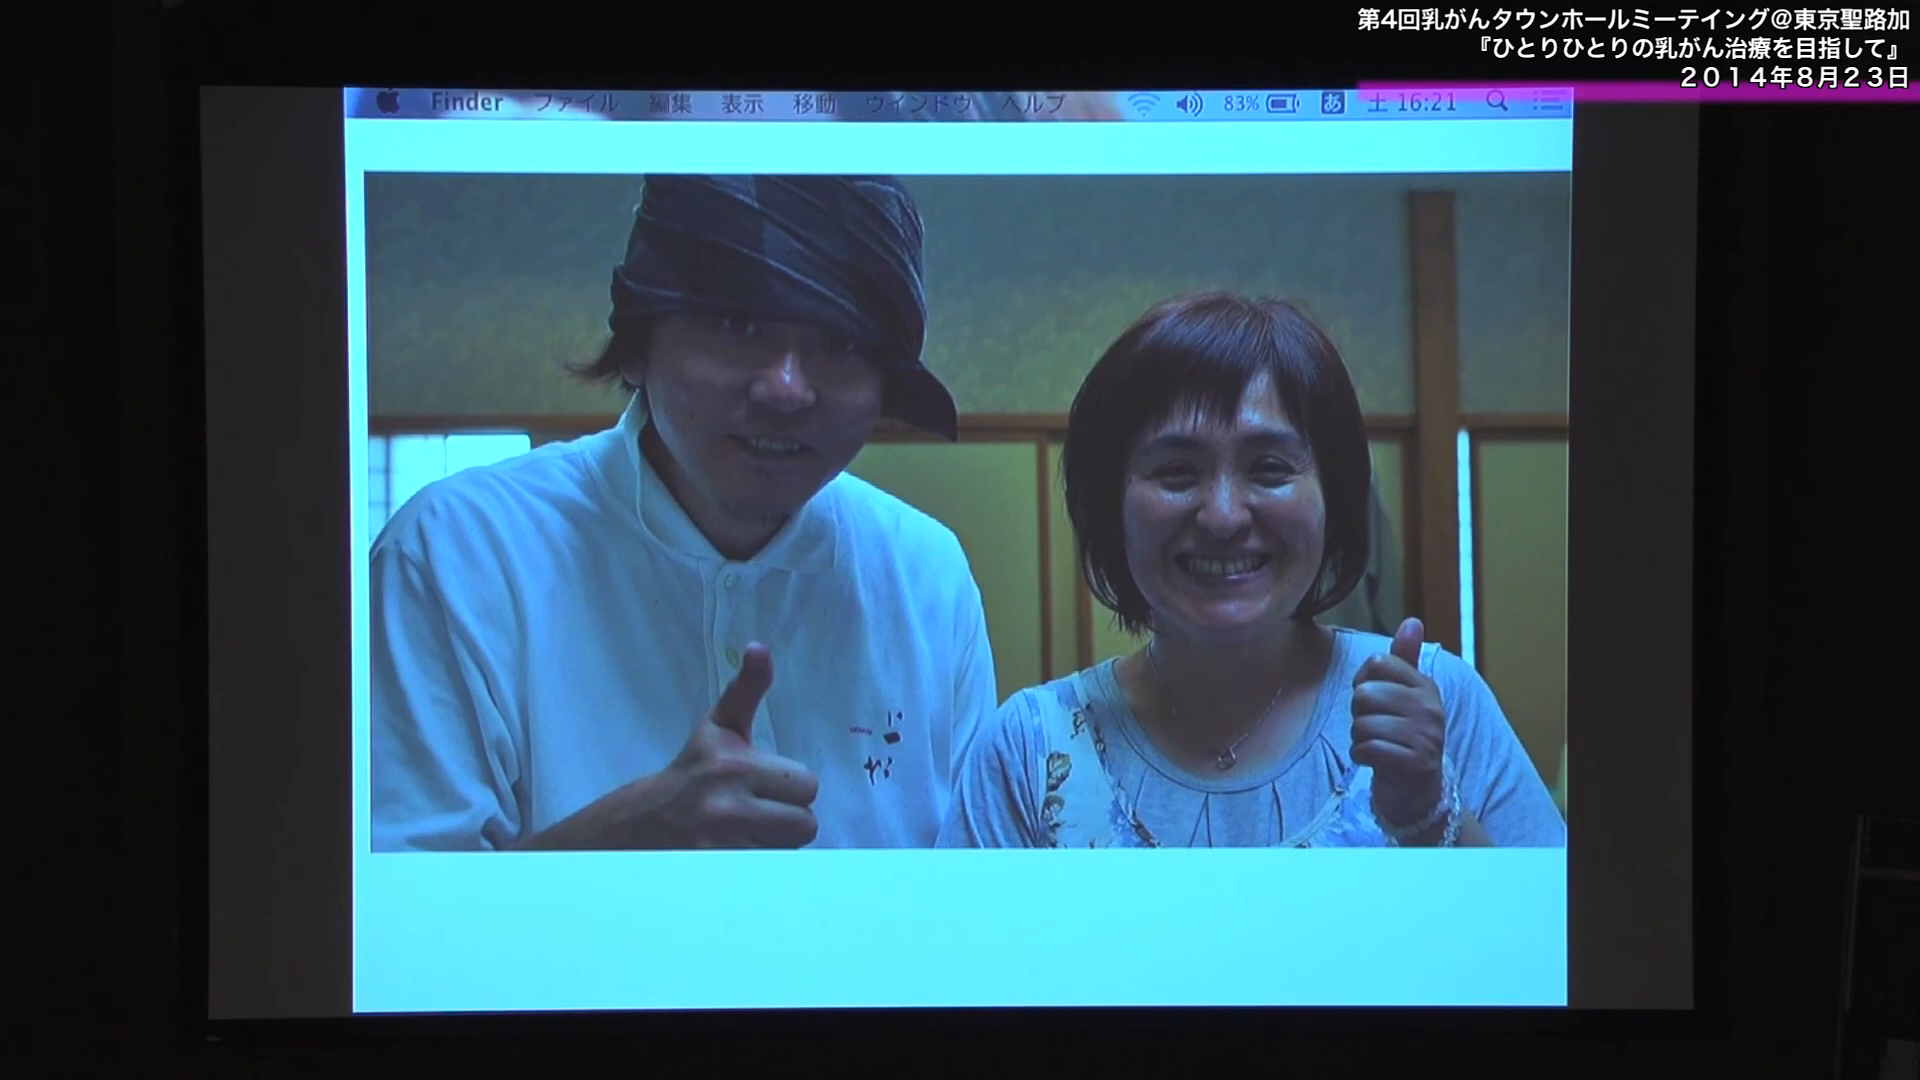 第4回乳がんタウンホールミーテイング@東京聖路加
『ひとりひとりの乳がん治療を目指して』
２０１４年８月２３日
Finder ファイル 編集 表示 移動 ウインドウ ヘルプ 83% あ 土 16:21